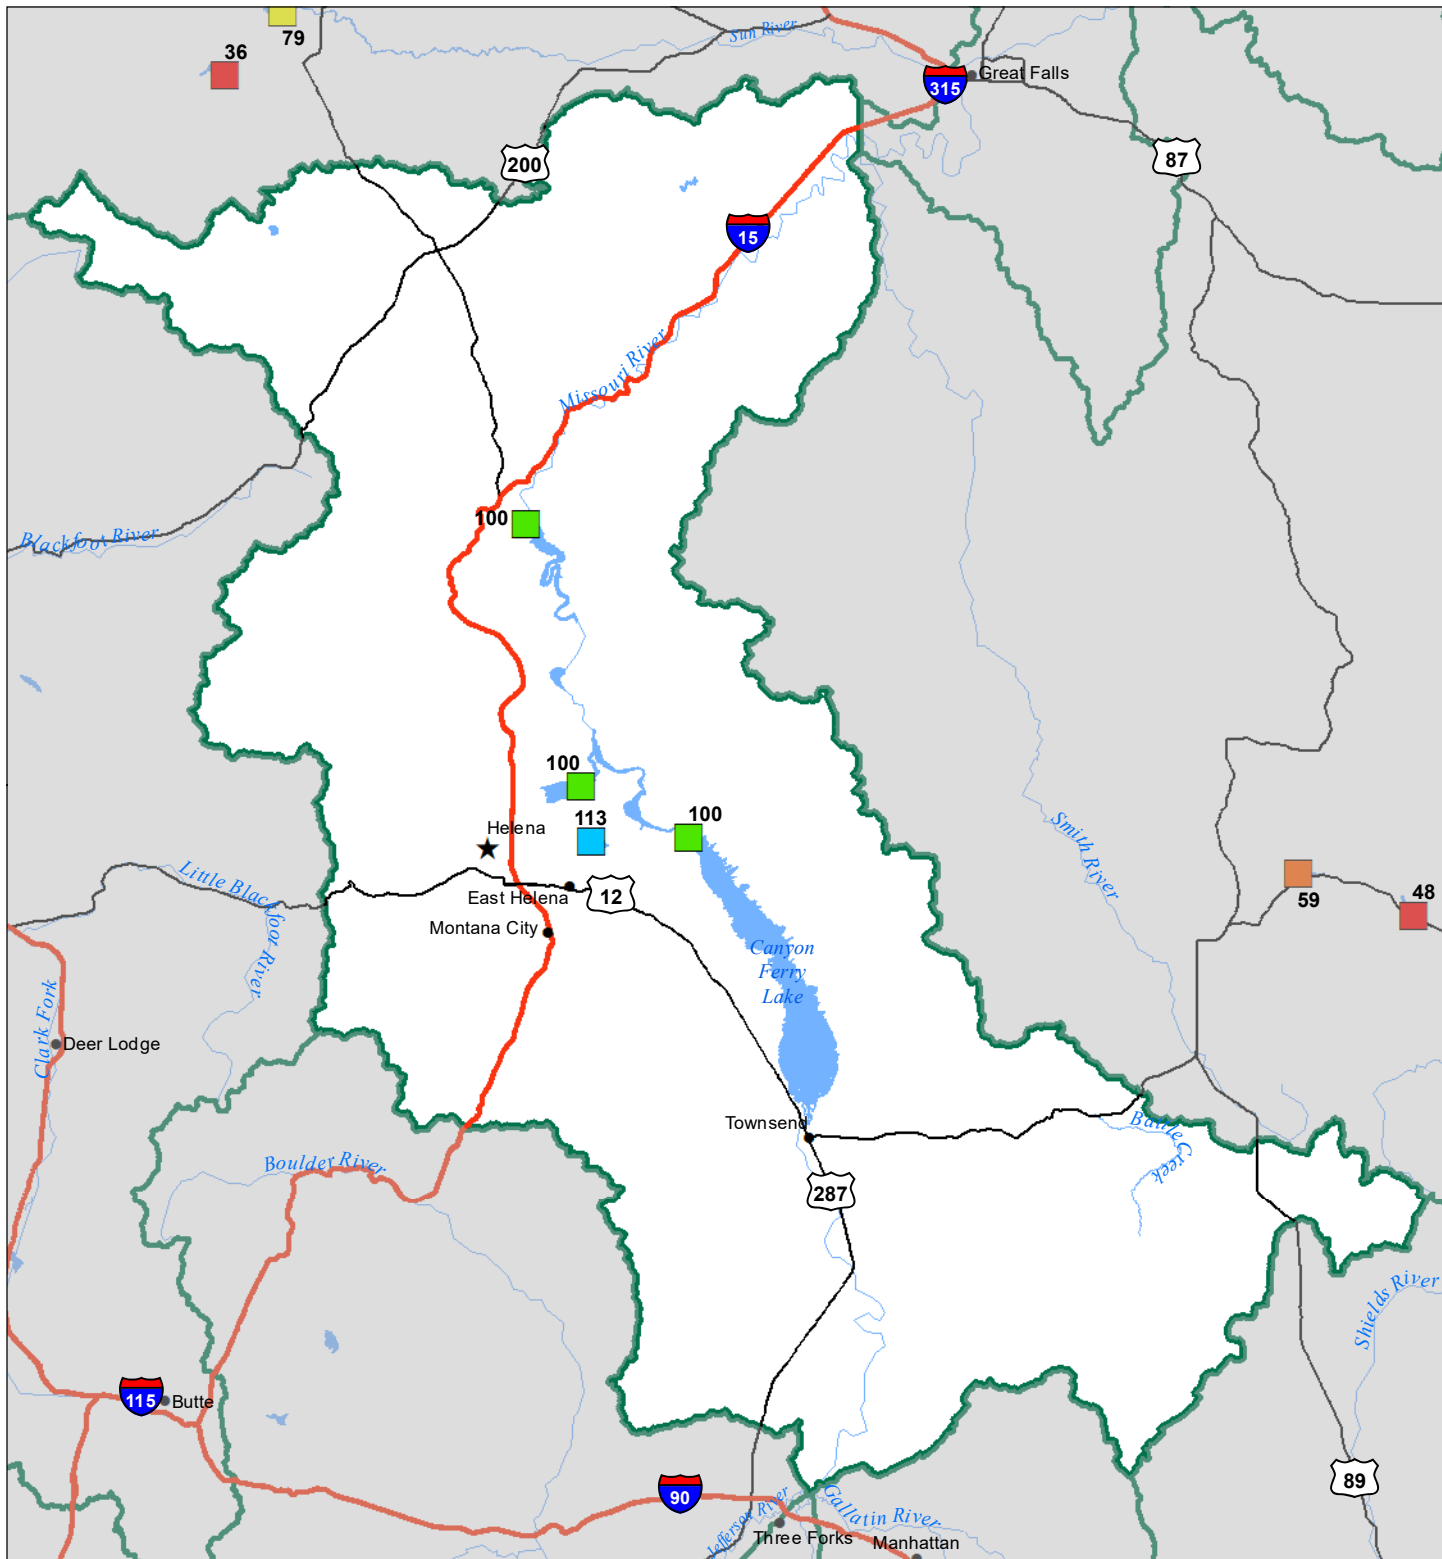 79
36
Sun River
Great Falls
315
200
87
15
Missouri River
100
Blackfoot River
100
113
100
Helena
Smith River
Little Blackfoot River
East Helena
12
59
48
Montana City
Canyon
Ferry
Lake
Clark Fork
Deer Lodge
Townsend
Battle Creek
Boulder River
287
Shields River
115
Butte
89
90
Jefferson River
Gallatin River
Three Forks
Manhattan